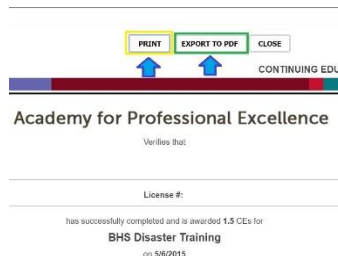 PRINT EXPORT TO PDF CLOSE
CONTINUING EDU
Academy for Professional Excellence
Verifies that
License #:
has successfully completed and is awarded 1.5 CEs for
BHS Disaster Training
on 5/6/2015